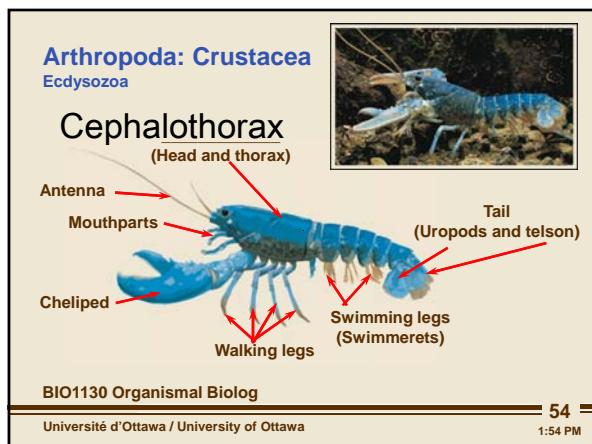 Arthropoda: Crustacea
Ecdysozoa
Cephalothorax
(Head and thorax)
Antenna
Mouthparts
Tail
(Uropods and telson)
Cheliped
Swimming legs
(Swimmerets)
Walking legs
BIO1130 Organismal Biolog
54
Université d'Ottawa / University of Ottawa
1:54 PM